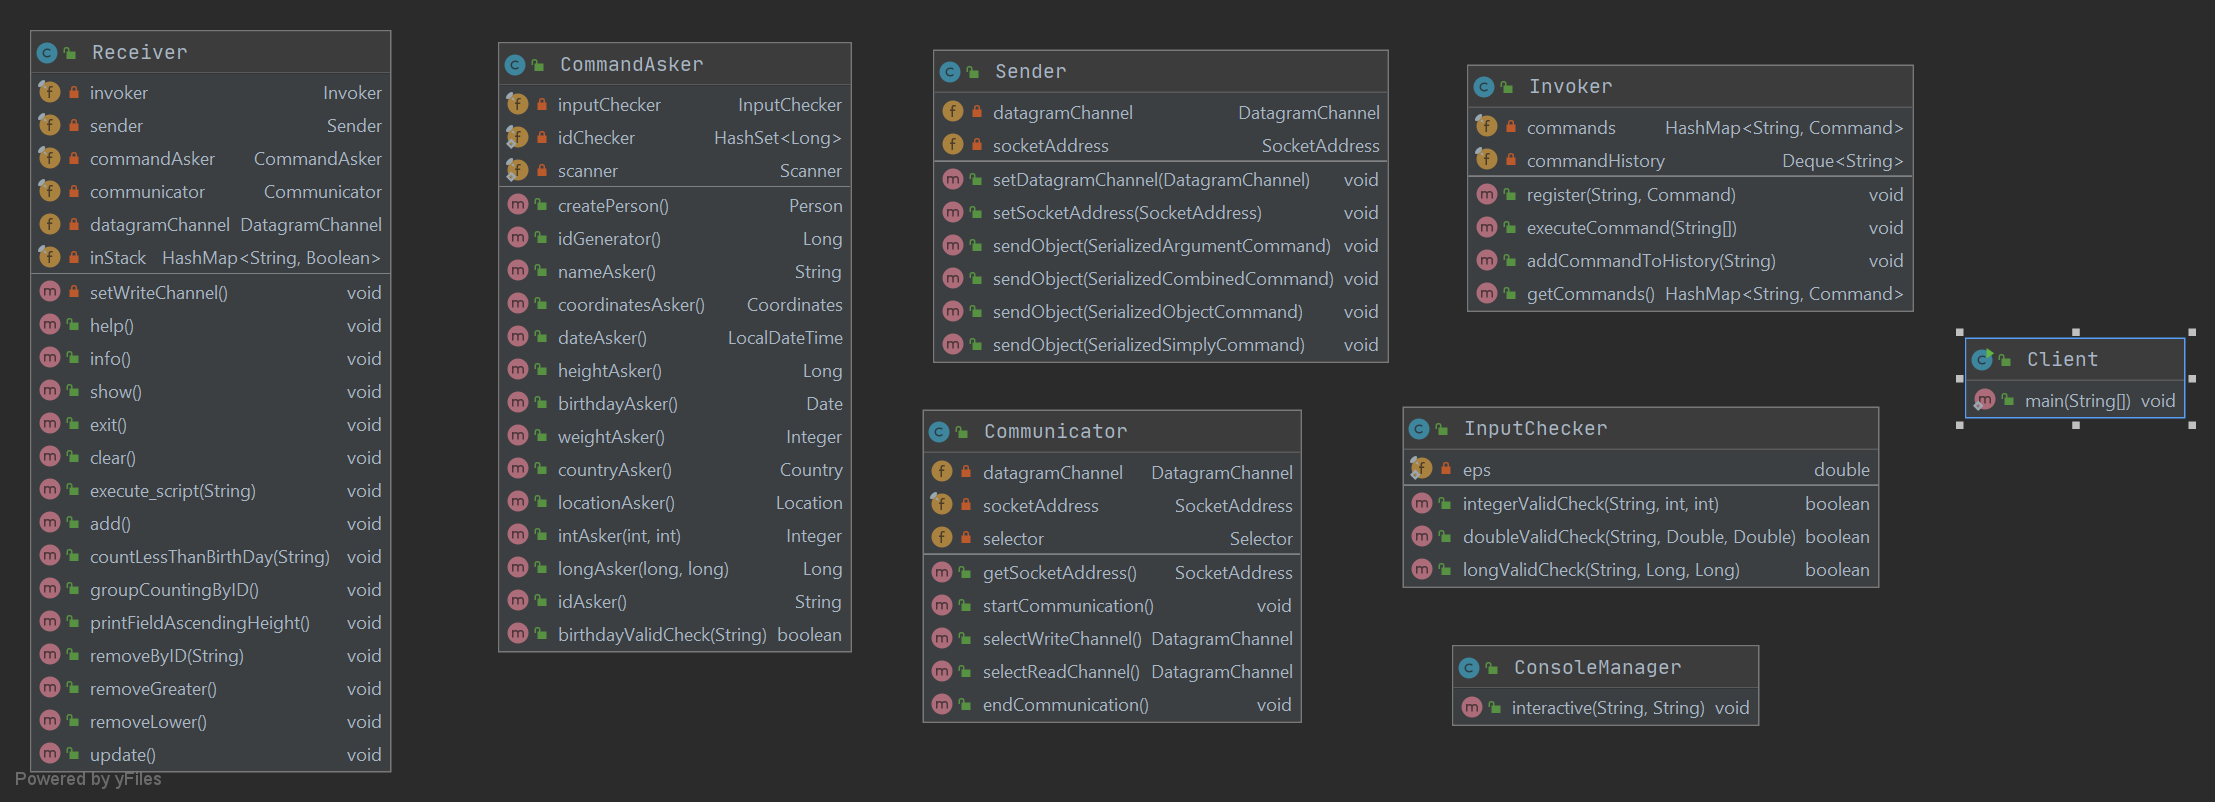 Receiver
invoker Invoker
sender Sender
commandAsker CommandAsker
communicator Communicator
datagramChannel DatagramChannel
inStack HashMap<String, Boolean>
setWriteChannel() void
help() void
info() void
show() void
exit() void
clear() void
execute_script(String) void
add() void
countLessThanBirthDay(String) void
groupCountingByID() void
printFieldAscendingHeight() void
removeByID(String) void
removeGreater() void
removeLower() void
update() void
Powered by yFiles
CommandAsker
inputChecker InputChecker
idChecker HashSet<Long>
scanner Scanner
createPerson() Person
idGenerator() Long
nameAsker() String
coordinatesAsker() Coordinates
dateAsker() LocalDateTime
heightAsker() Long
birthdayAsker() Date
weightAsker() Integer
countryAsker() Country
locationAsker() Location
intAsker(int, int) Integer
longAsker(long, long) Long
idAsker() String
birthdayValidCheck(String) boolean
Sender
datagramChannel DatagramChannel
socketAddress SocketAddress
setDatagramChannel(DatagramChannel) void
setSocketAddress(SocketAddress) void
sendObject(SerializedArgumentCommand) void
sendObject(SerializedCombinedCommand) void
sendObject(SerializedObjectCommand) void
sendObject(SerializedSimplyCommand) void
Communicator
datagramChannel DatagramChannel
socketAddress SocketAddress
selector Selector
getSocketAddress() SocketAddress
startCommunication() void
selectWriteChannel() DatagramChannel
selectReadChannel() DatagramChannel
endCommunication() void
Invoker
commands HashMap<String, Command>
commandHistory Deque<String>
register(String, Command) void
executeCommand(String[]) void
addCommandToHistory(String) void
getCommands() HashMap<String, Command>
InputChecker
eps double
integerValidCheck(String, int, int) boolean
doubleValidCheck(String, Double, Double) boolean
longValidCheck(String, Long, Long) boolean
ConsoleManager
interactive(String, String) void
Client
main(String[]) void